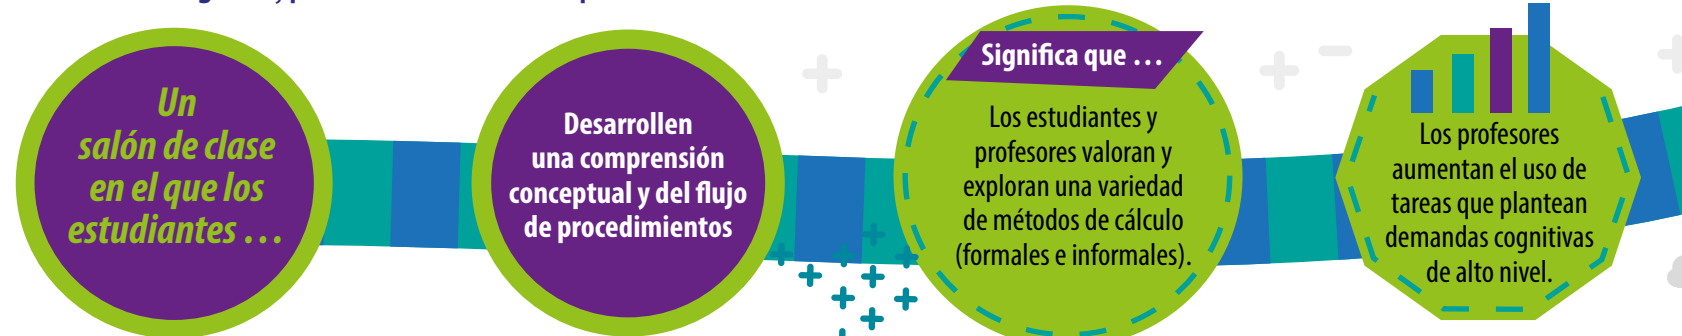 Un
salón de clase
en el que los
estudiantes …
Desarrollen
una comprensión
conceptual y del flujo
de procedimientos
Significa que …
Los estudiantes y
profesores valoran y
exploran una variedad
de métodos de cálculo
(formales e informales).
Los profesores
aumentan el uso de
tareas que plantean
demandas cognitivas
de alto nivel.